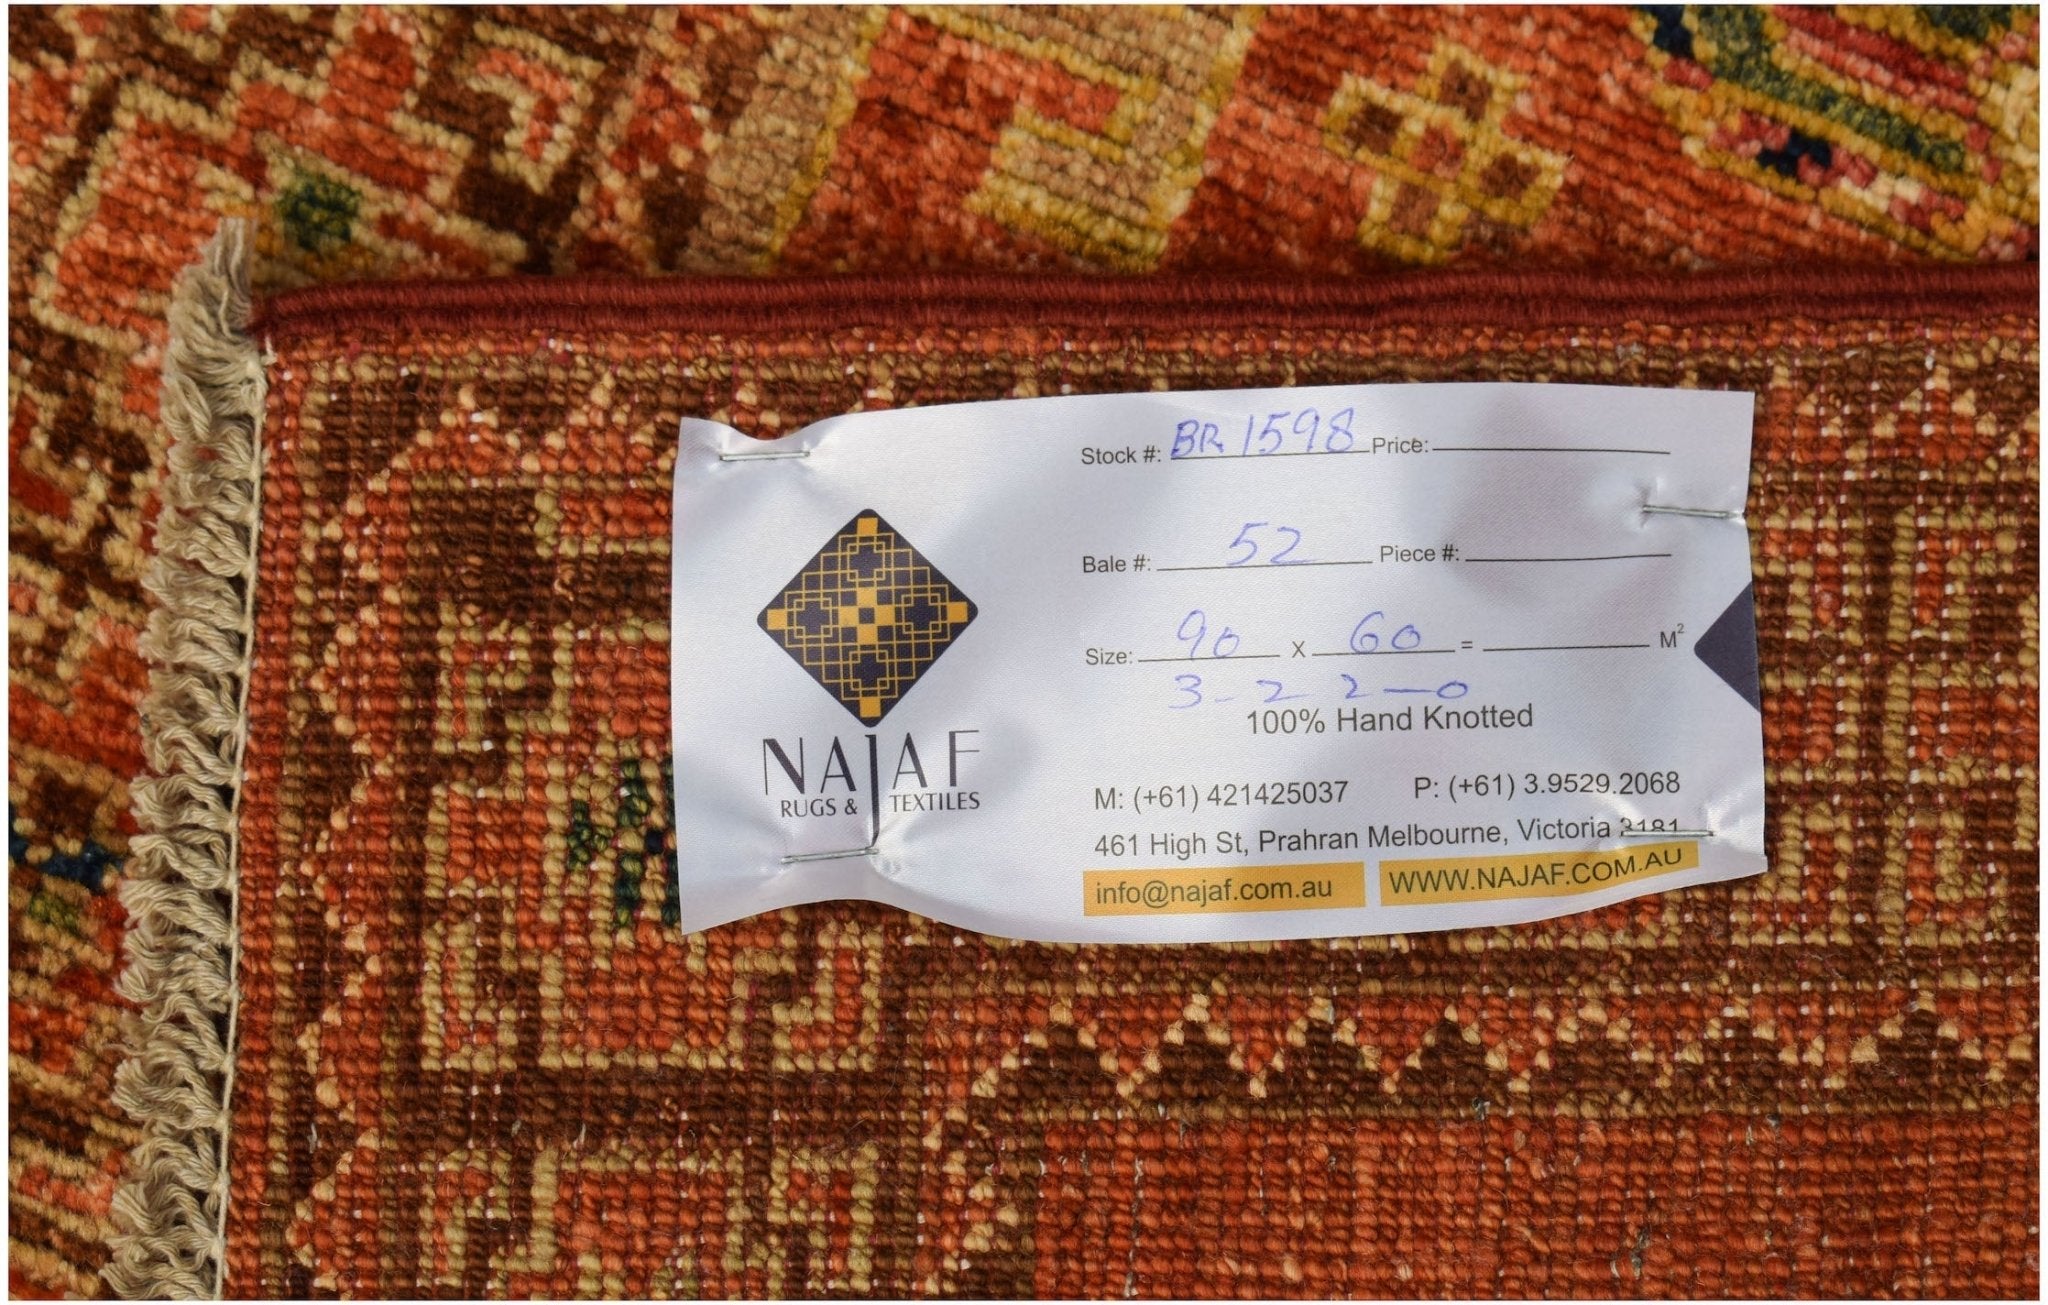 Stock #: BR 1598 Price:
Bale #: 52 Piece #:
Size: 90 X 60 = M²
3-2 2-0
100% Hand Knotted
NAJAF
RUGS & TEXTILES
M: (+61) 421425037 P: (+61) 3.9529.2068
461 High St, Prahran Melbourne, Victoria 3181
info@najaf.com.au WWW.NAJAF.COM.AU